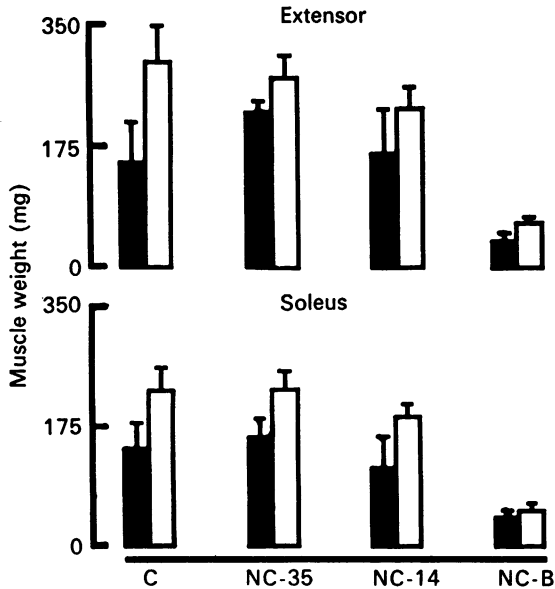 Extensor
350
175
0
Muscle weight (mg)
Soleus
350
175
0
C NC-35 NC-14 NC-B